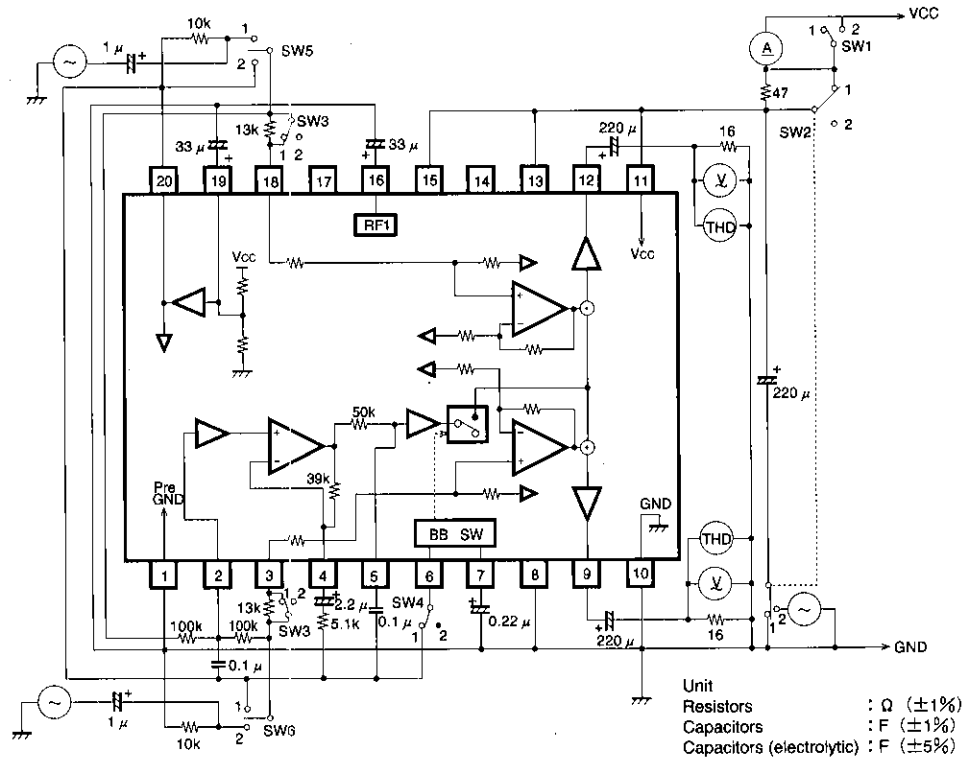 10k
VCC
1 μ
+
1
2
SW5
A
1
2
SW1
47
1
2
SW2
33 μ
+
13k
SW3
1
2
33 μ
+
220 μ
+
16
V
THD
20
19
18
17
16
15
14
13
12
11
RF1
VCC
VCC
+
−
50k
+
−
39k
−
+
220 μ
Pre
GND
GND
BB SW
THD
V
1
2
3
4
5
6
7
8
9
10
13k
1
2
SW3
2.2 μ
5.1k
0.1 μ
SW4
1
2
0.22 μ
220 μ
16
1
2
100k
100k
0.1 μ
GND
1 μ
+
1
2
SW6
10k
Unit
Resistors : Ω (±1%)
Capacitors : F (±1%)
Capacitors (electrolytic) : F (±5%)